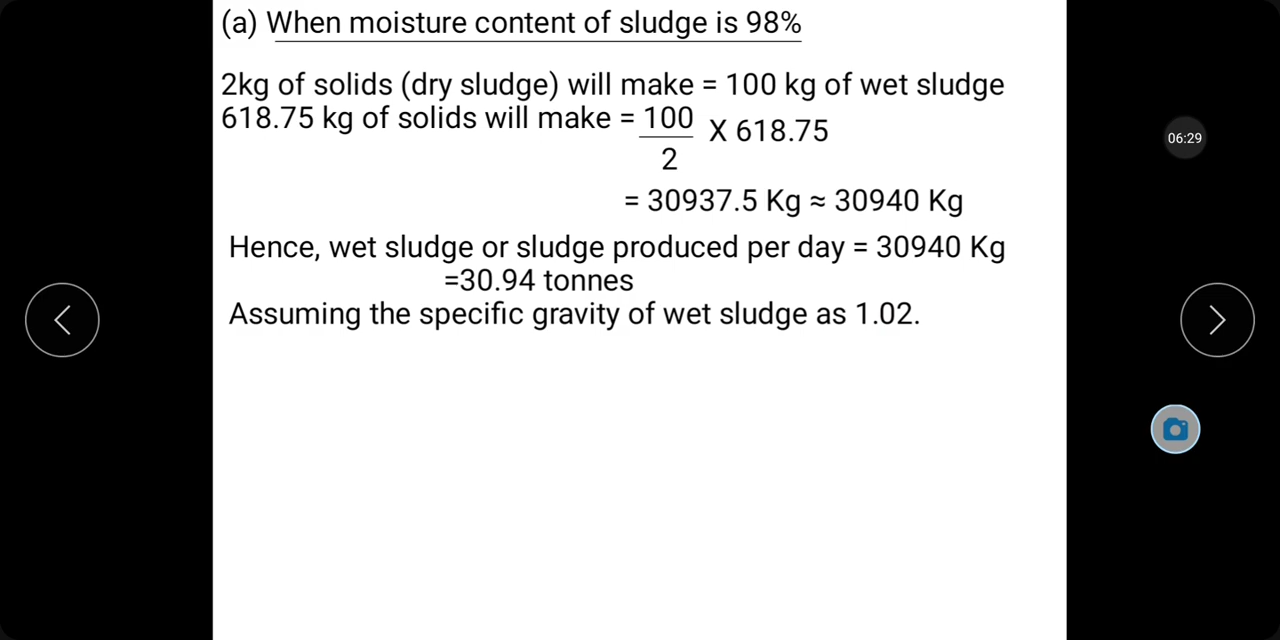 (a) When moisture content of sludge is 98%
2kg of solids (dry sludge) will make = 100 kg of wet sludge
618.75 kg of solids will make = 100/2 X 618.75
= 30937.5 Kg ≈ 30940 Kg
Hence, wet sludge or sludge produced per day = 30940 Kg
=30.94 tonnes
Assuming the specific gravity of wet sludge as 1.02.
06:29